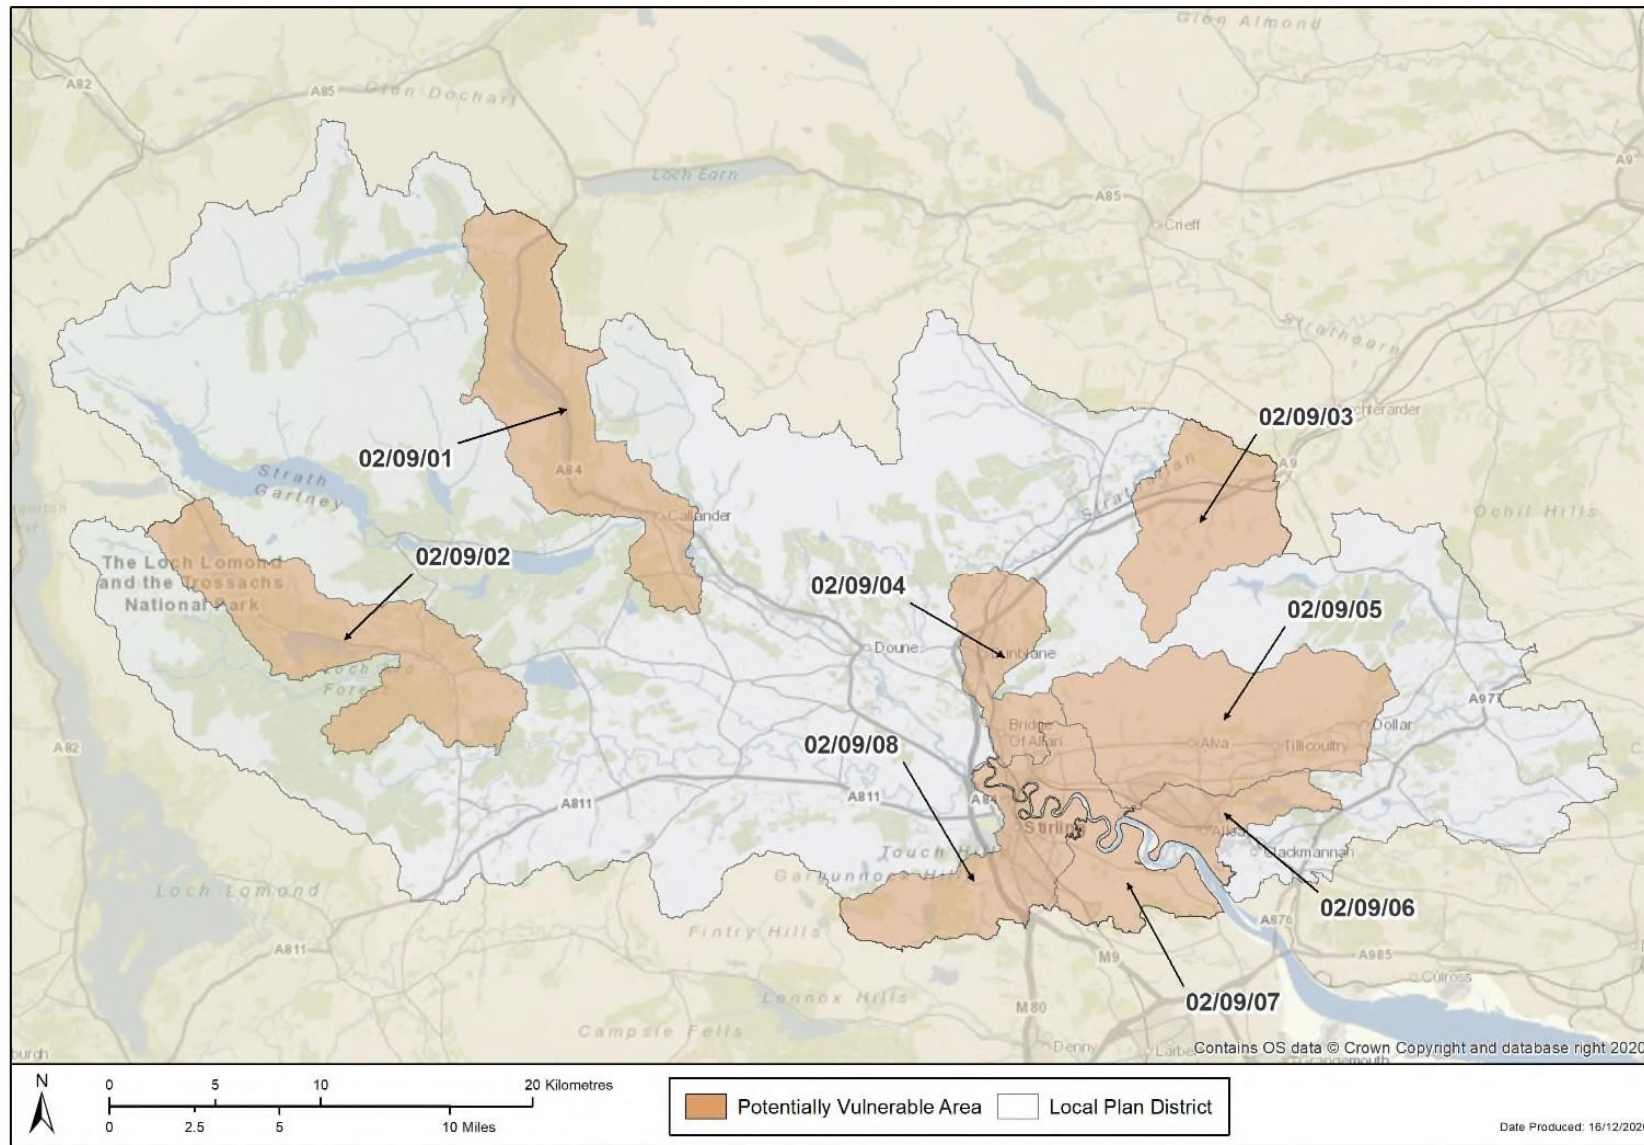 Glen Almond
A82
A85
Glen Dochart
Loch Earn
A9
A85
Crieff
Strathearn
02/09/03
chterarder
02/09/01
A9
A84
Strath
Gartney
Callander
Ochil Hills
02/09/02
The Loch Lomond
and the Trossachs
National Park
02/09/04
02/09/05
Doune
Dunblane
Forest
A977
Dollar
A82
02/09/08
Bridge
Of Allan
Alva
Tillicoultry
A811
A811
A84
Stirling
Alloa
Touch Hills
Clackmannan
Gargunnock Hills
Loch Lomond
02/09/06
A876
Fintry Hills
A811
M9
A985
Culross
02/09/07
Lennox Hills
M80
Campsie Fells
Denny
Larbe
Contains OS data © Crown Copyright and database right 2020
Grangemouth
N
0 5 10 20 Kilometres
0 2.5 5 10 Miles
Potentially Vulnerable Area
Local Plan District
Date Produced: 16/12/2020